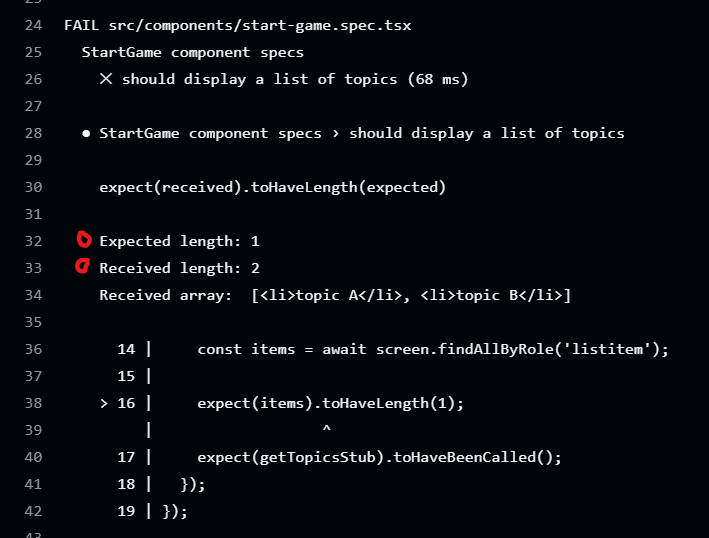 24 FAIL src/components/start-game.spec.tsx
25 StartGame component specs
26 ✕ should display a list of topics (68 ms)
27
28 ● StartGame component specs › should display a list of topics
29
30 expect(received).toHaveLength(expected)
31
32 Expected length: 1
33 Received length: 2
34 Received array:  [<li>topic A</li>, <li>topic B</li>]
35
36 14 |     const items = await screen.findAllByRole('listitem');
37 15 |
38 > 16 |     expect(items).toHaveLength(1);
39 |                   ^
40 17 |     expect(getTopicsStub).toHaveBeenCalled();
41 18 |   });
42 19 | });